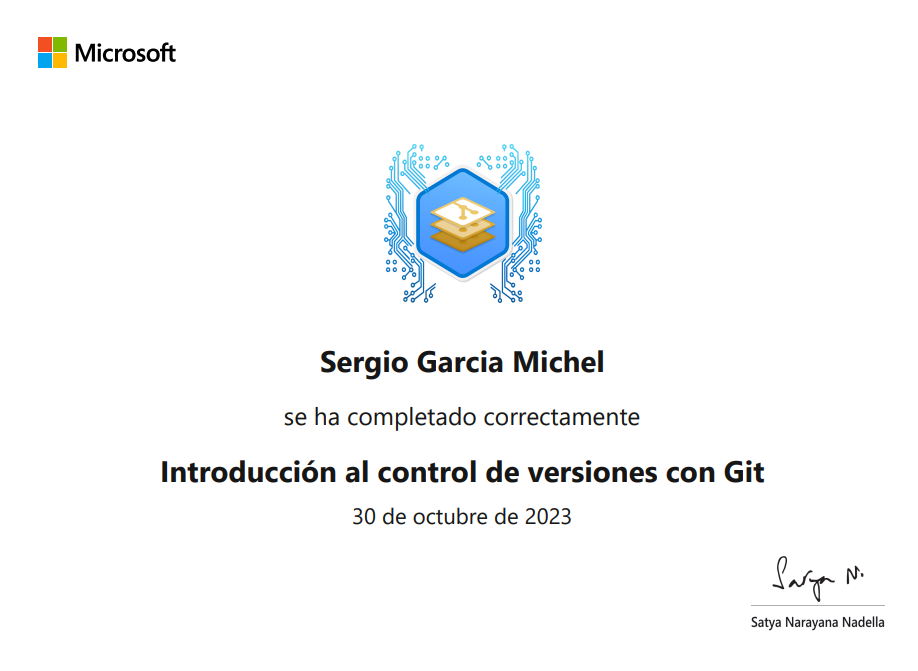 Microsoft
Sergio Garcia Michel
se ha completado correctamente
Introducción al control de versiones con Git
30 de octubre de 2023
Satya N.
Satya Narayana Nadella